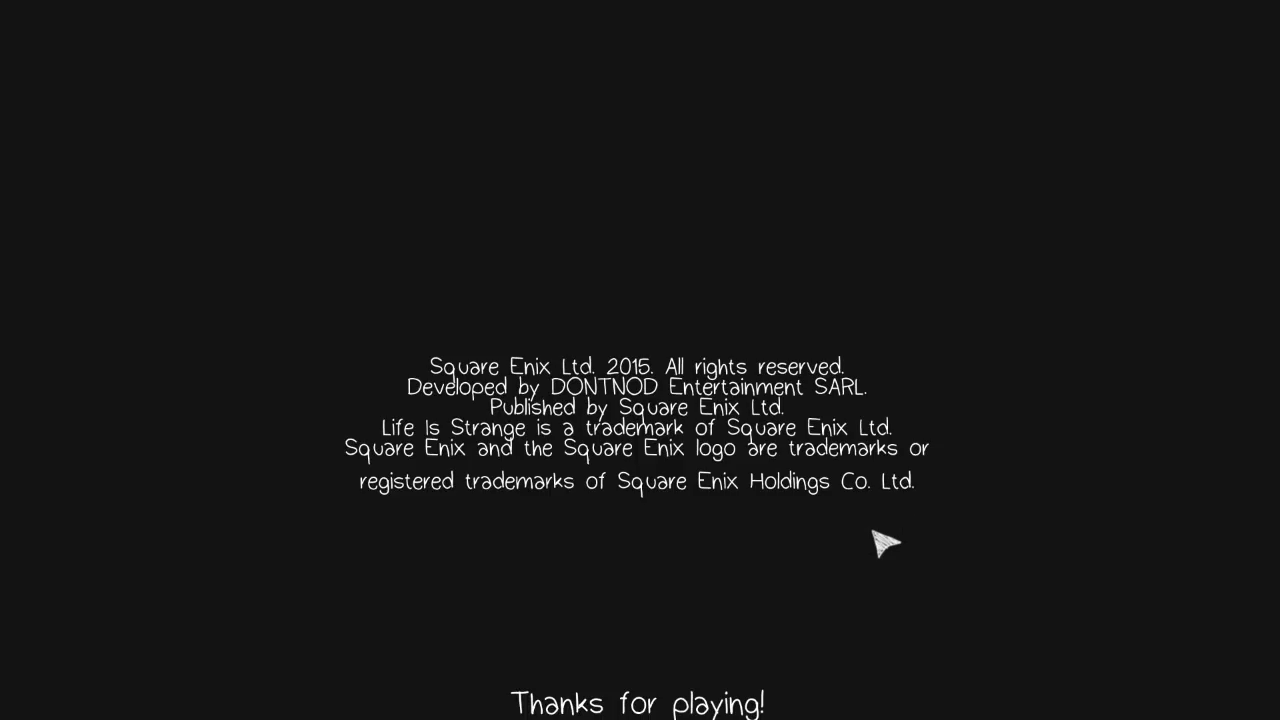 Square Enix Ltd. 2015. All rights reserved.
Developed by DONTNOD Entertainment SARL.
Published by Square Enix Ltd.
Life Is Strange is a trademark of Square Enix Ltd.
Square Enix and the Square Enix logo are trademarks or
registered trademarks of Square Enix Holdings Co. Ltd.
Thanks for playing!